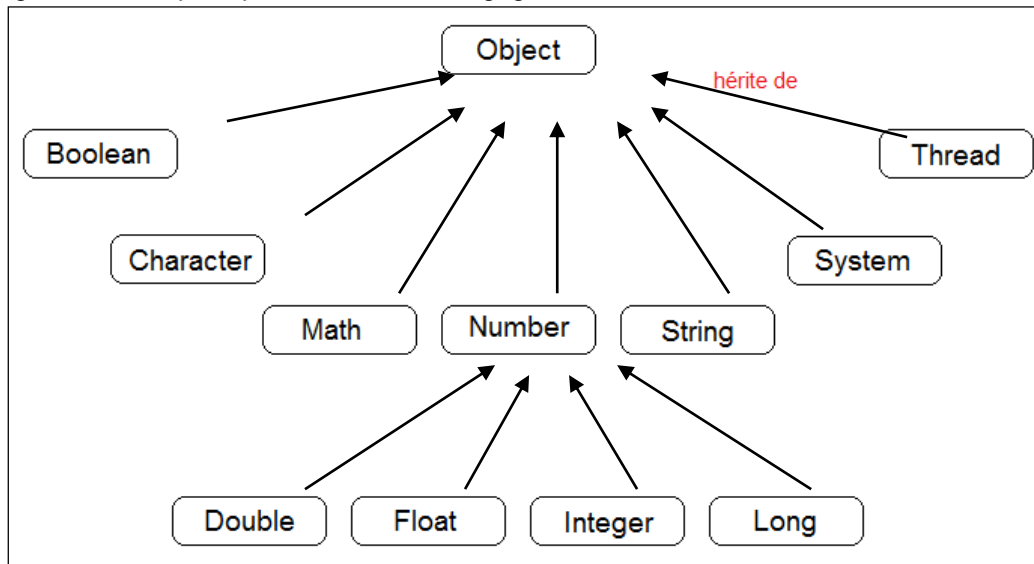 Object
hérite de
Boolean
Thread
Character
System
Math
Number
String
Double
Float
Integer
Long